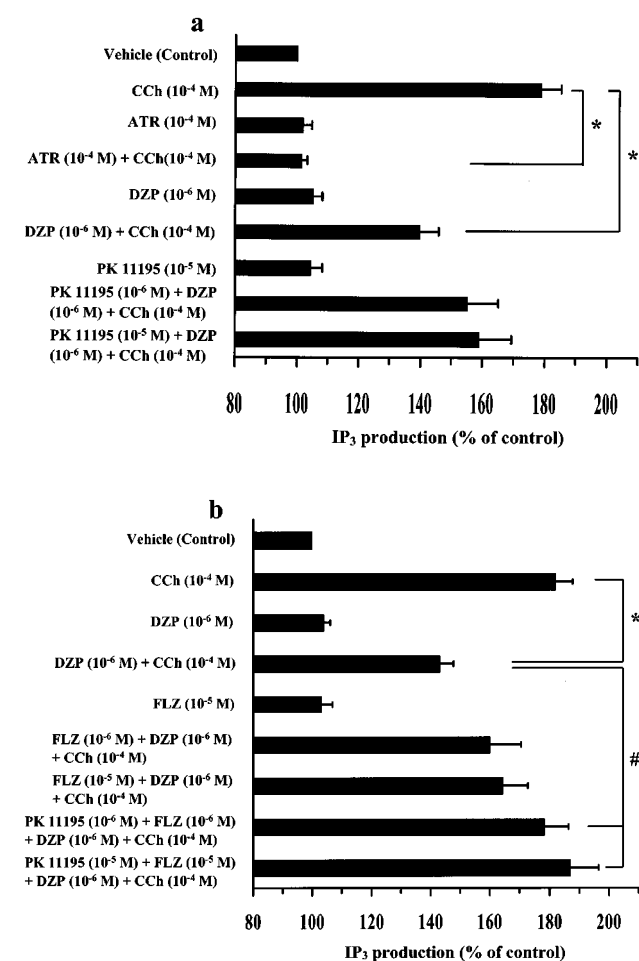 a
Vehicle (Control)
CCh (10⁻⁴ M)
ATR (10⁻⁴ M)
ATR (10⁻⁴ M) + CCh(10⁻⁴ M)
DZP (10⁻⁶ M)
DZP (10⁻⁶ M) + CCh (10⁻⁴ M)
PK 11195 (10⁻⁵ M)
PK 11195 (10⁻⁶ M) + DZP
(10⁻⁶ M) + CCh (10⁻⁴ M)
PK 11195 (10⁻⁵ M) + DZP
(10⁻⁶ M) + CCh (10⁻⁴ M)
*
*
80 100 120 140 160 180 200
IP₃ production (% of control)
b
Vehicle (Control)
CCh (10⁻⁴ M)
DZP (10⁻⁶ M)
DZP (10⁻⁶ M) + CCh (10⁻⁴ M)
FLZ (10⁻⁵ M)
FLZ (10⁻⁶ M) + DZP (10⁻⁶ M)
+ CCh (10⁻⁴ M)
FLZ (10⁻⁵ M) + DZP (10⁻⁶ M)
+ CCh (10⁻⁴ M)
PK 11195 (10⁻⁶ M) + FLZ (10⁻⁶ M)
+ DZP (10⁻⁶ M) + CCh (10⁻⁴ M)
PK 11195 (10⁻⁵ M) + FLZ (10⁻⁵ M)
+ DZP (10⁻⁶ M) + CCh (10⁻⁴ M)
*
#
80 100 120 140 160 180 200
IP₃ production (% of control)